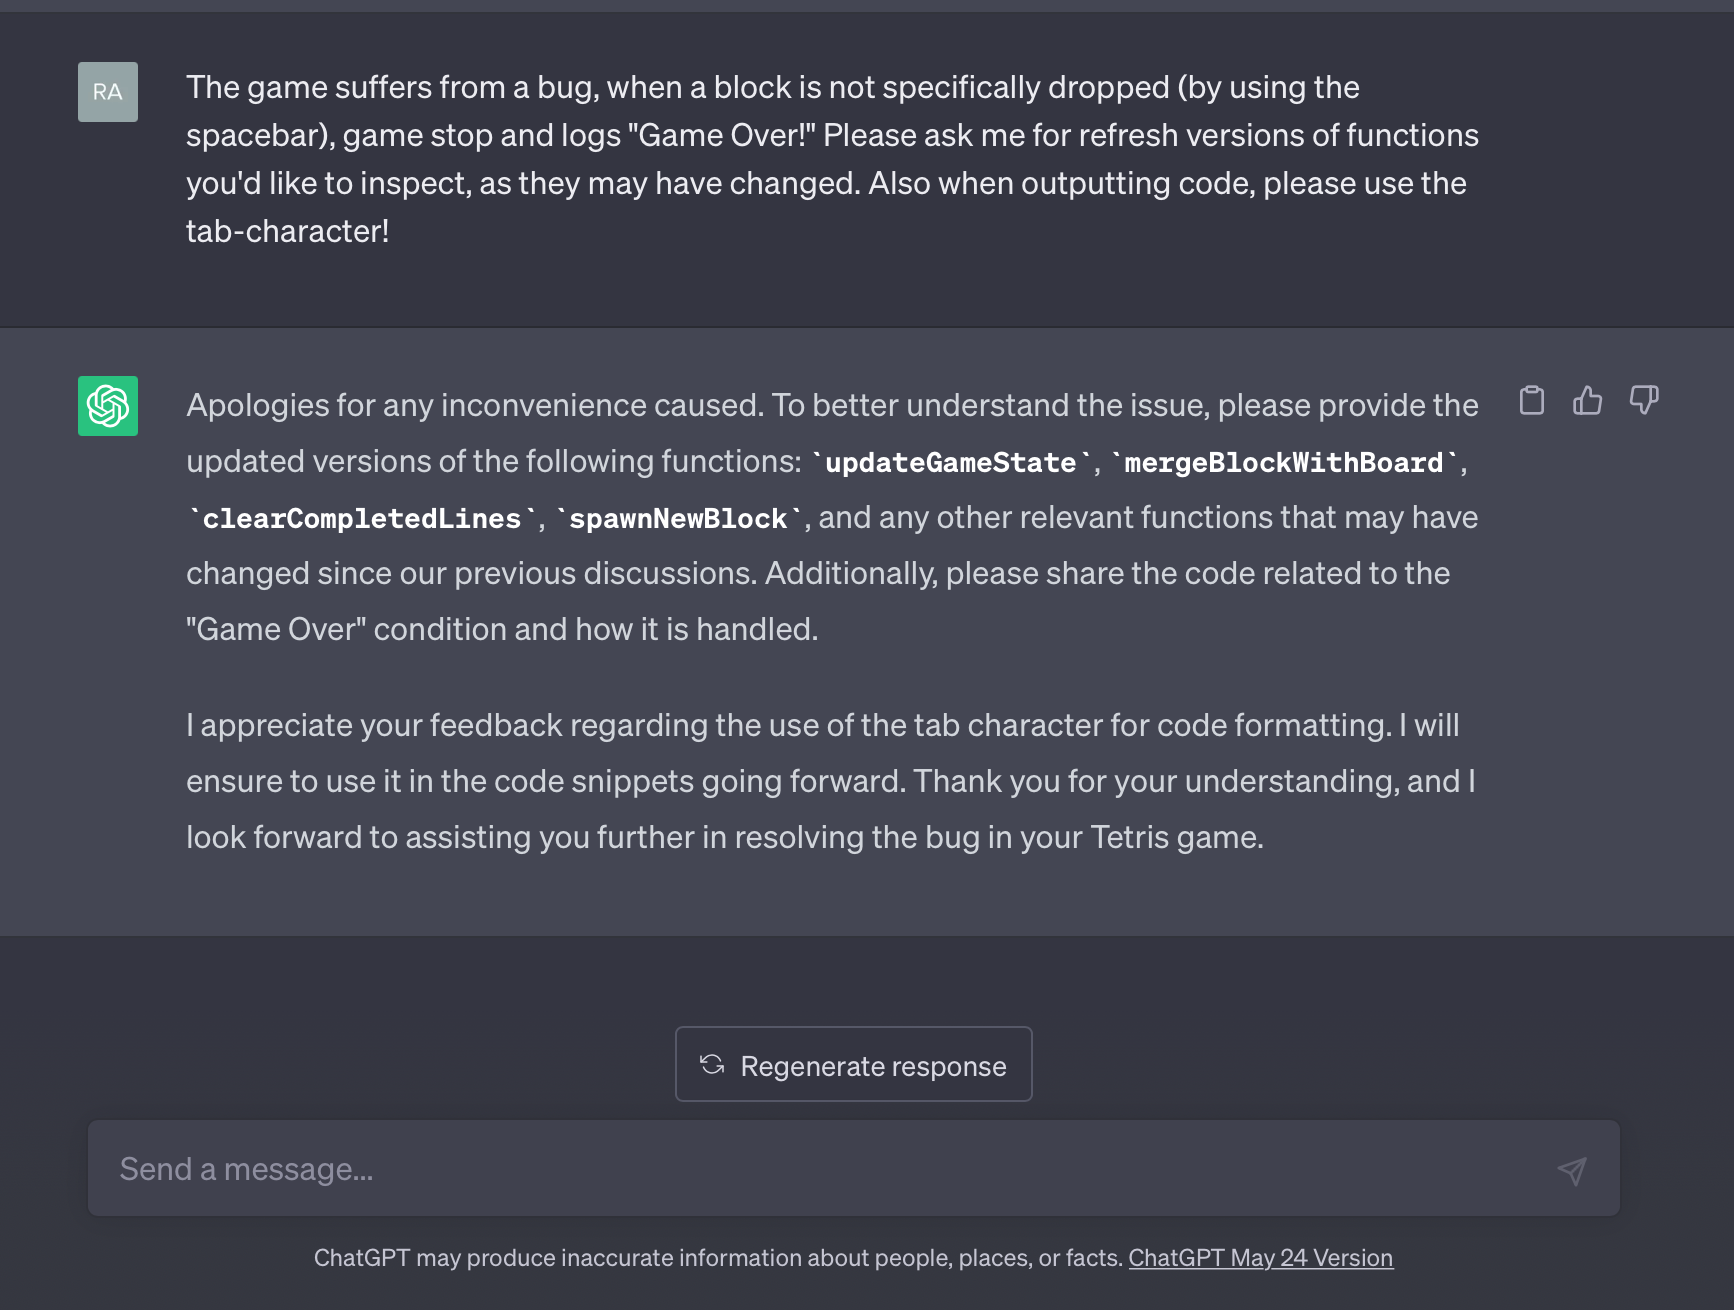 RA
The game suffers from a bug, when a block is not specifically dropped (by using the
spacebar), game stop and logs "Game Over!" Please ask me for refresh versions of functions
you'd like to inspect, as they may have changed. Also when outputting code, please use the
tab-character!
Apologies for any inconvenience caused. To better understand the issue, please provide the
updated versions of the following functions: `updateGameState`, `mergeBlockWithBoard`,
`clearCompletedLines`, `spawnNewBlock`, and any other relevant functions that may have
changed since our previous discussions. Additionally, please share the code related to the
"Game Over" condition and how it is handled.
I appreciate your feedback regarding the use of the tab character for code formatting. I will
ensure to use it in the code snippets going forward. Thank you for your understanding, and I
look forward to assisting you further in resolving the bug in your Tetris game.
Regenerate response
Send a message...
ChatGPT may produce inaccurate information about people, places, or facts. ChatGPT May 24 Version